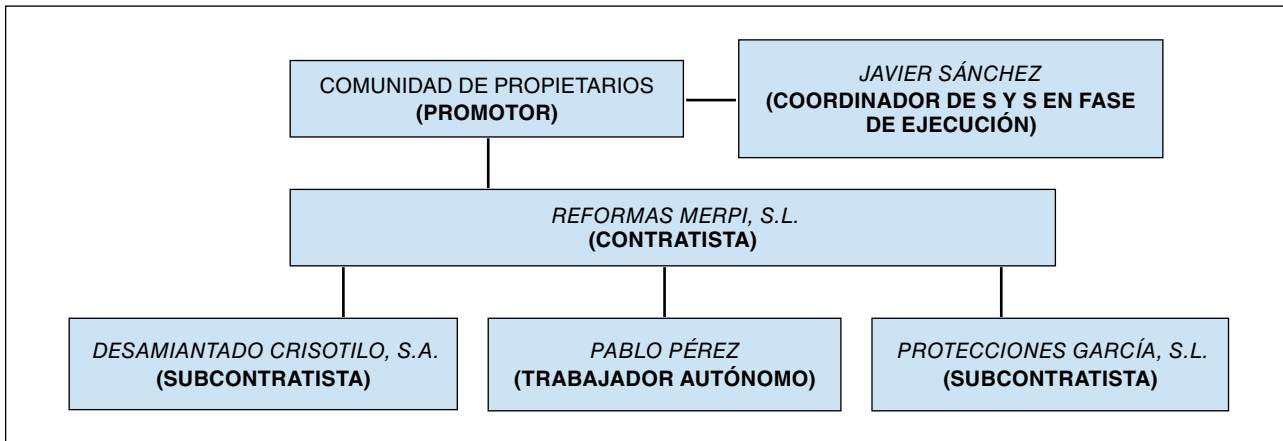 COMUNIDAD DE PROPIETARIOS
(PROMOTOR)
JAVIER SÁNCHEZ
(COORDINADOR DE S Y S EN FASE
DE EJECUCIÓN)
REFORMAS MERPI, S.L.
(CONTRATISTA)
DESAMIANTADO CRISOTILO, S.A.
(SUBCONTRATISTA)
PABLO PÉREZ
(TRABAJADOR AUTÓNOMO)
PROTECCIONES GARCÍA, S.L.
(SUBCONTRATISTA)